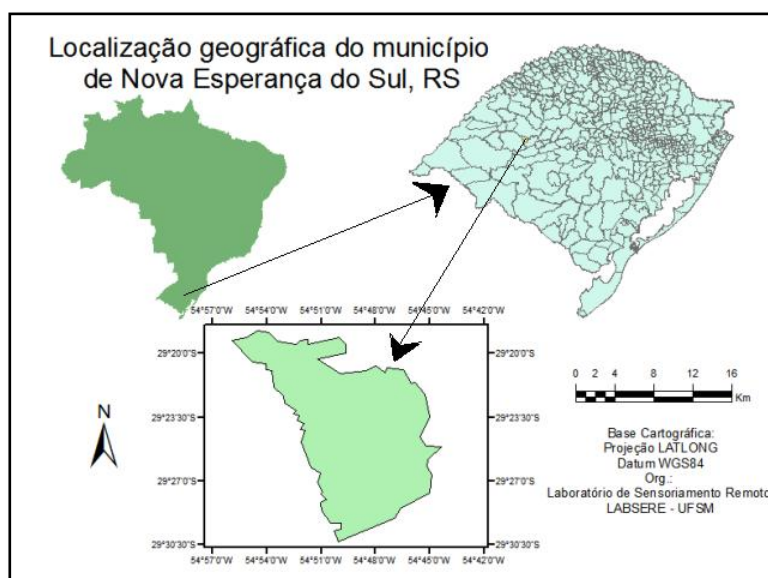 Localização geográfica do município
de Nova Esperança do Sul, RS
54°57'0"W 54°54'0"W 54°51'0"W 54°48'0"W 54°45'0"W 54°42'0"W
29°20'0"S 29°20'0"S
29°23'30"S 29°23'30"S
29°27'0"S 29°27'0"S
29°30'30"S 29°30'30"S
54°57'0"W 54°54'0"W 54°51'0"W 54°48'0"W 54°45'0"W 54°42'0"W
N
0 2 4 8 12 16
Km
Base Cartográfica:
Projeção LATLONG
Datum WGS84
Org.:
Laboratório de Sensoriamento Remoto
LABSERE - UFSM